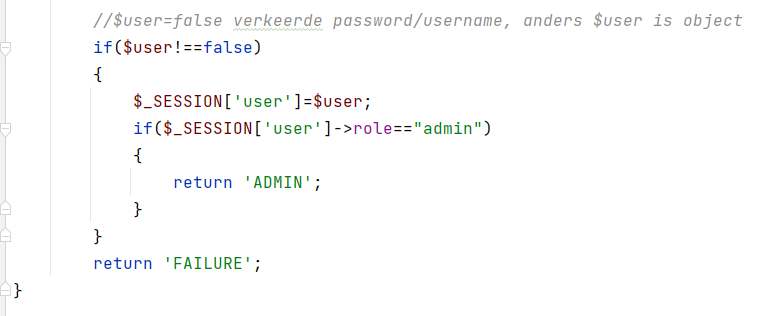 //$user=false verkeerde password/username, anders $user is object
if($user!==false)
{
$_SESSION['user']=$user;
if($_SESSION['user']->role=="admin")
{
return 'ADMIN';
}
}
return 'FAILURE';
}